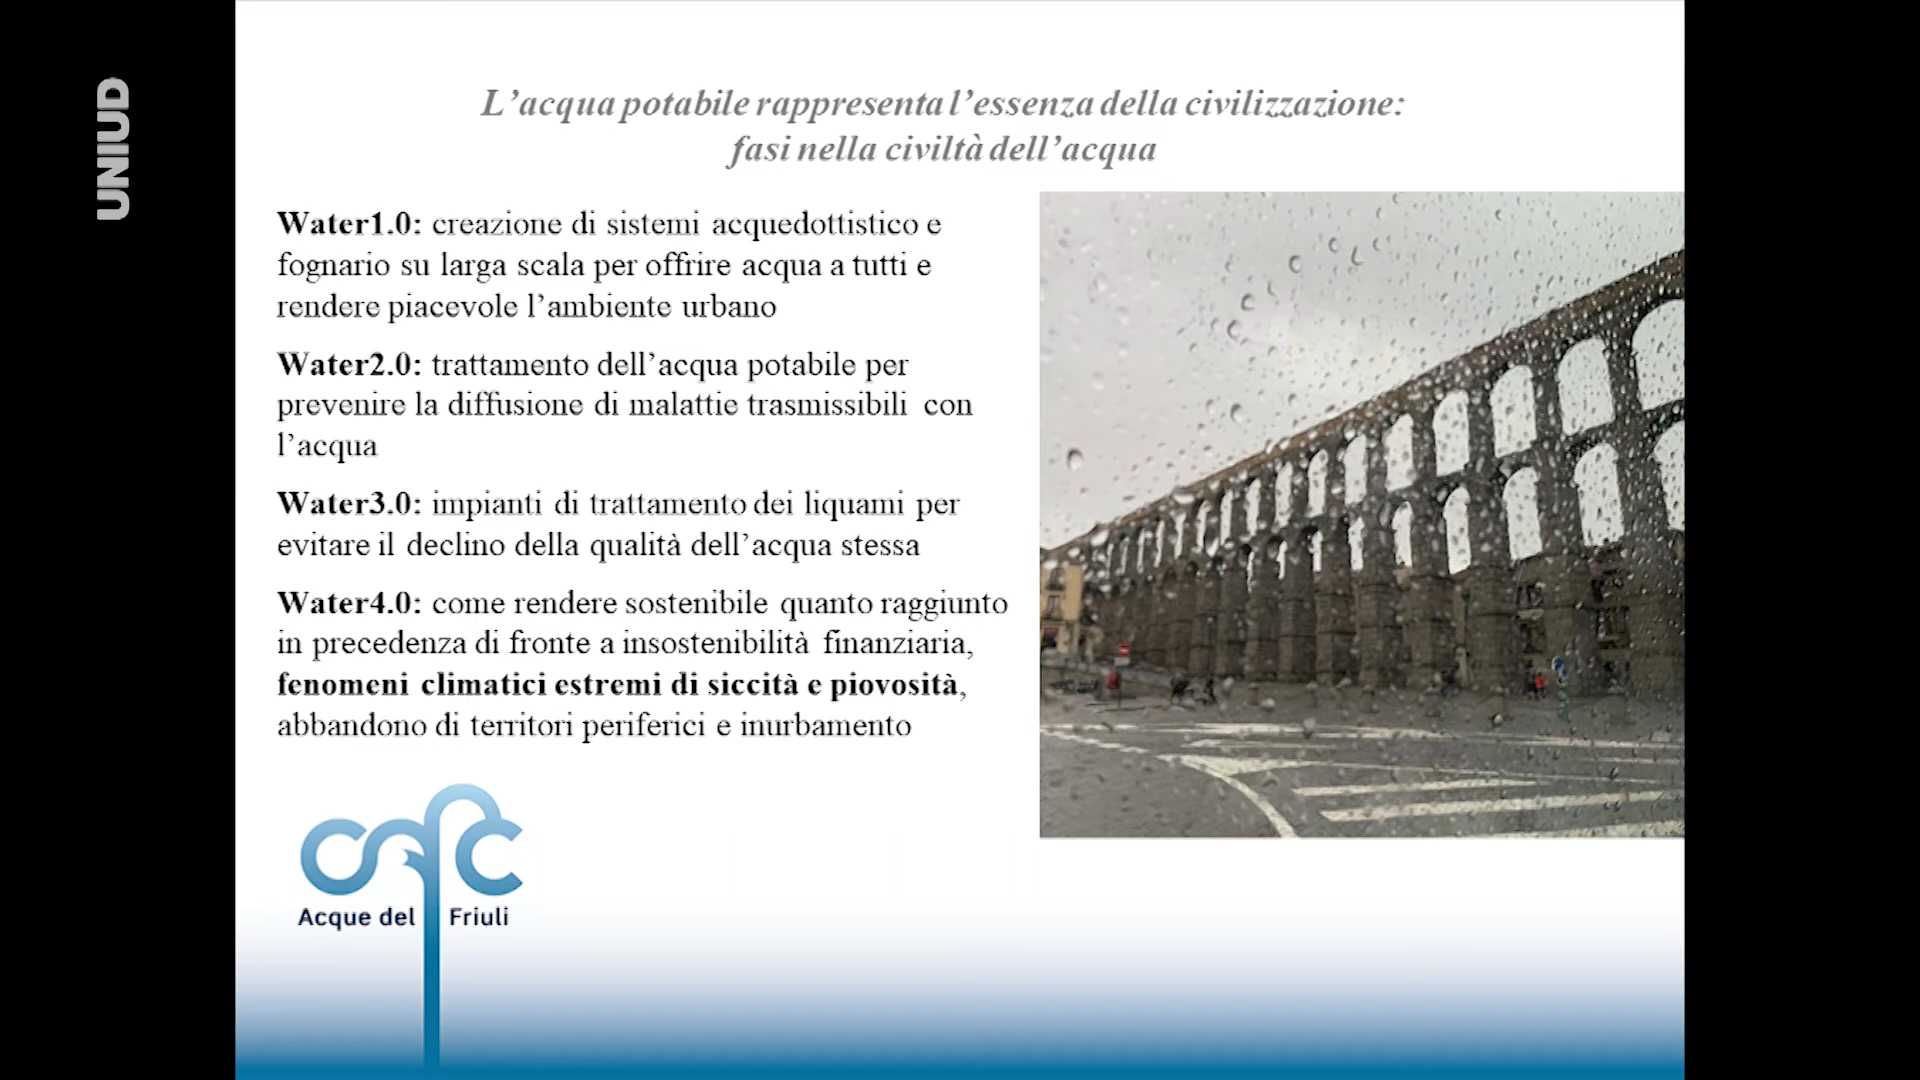 UNIUD
L’acqua potabile rappresenta l’essenza della civilizzazione:
fasi nella civiltà dell’acqua
Water1.0: creazione di sistemi acquedottistico e
fognario su larga scala per offrire acqua a tutti e
rendere piacevole l’ambiente urbano
Water2.0: trattamento dell’acqua potabile per
prevenire la diffusione di malattie trasmissibili con
l’acqua
Water3.0: impianti di trattamento dei liquami per
evitare il declino della qualità dell’acqua stessa
Water4.0: come rendere sostenibile quanto raggiunto
in precedenza di fronte a insostenibilità finanziaria,
fenomeni climatici estremi di siccità e piovosità,
abbandono di territori periferici e inurbamento
cafc
Acque del Friuli